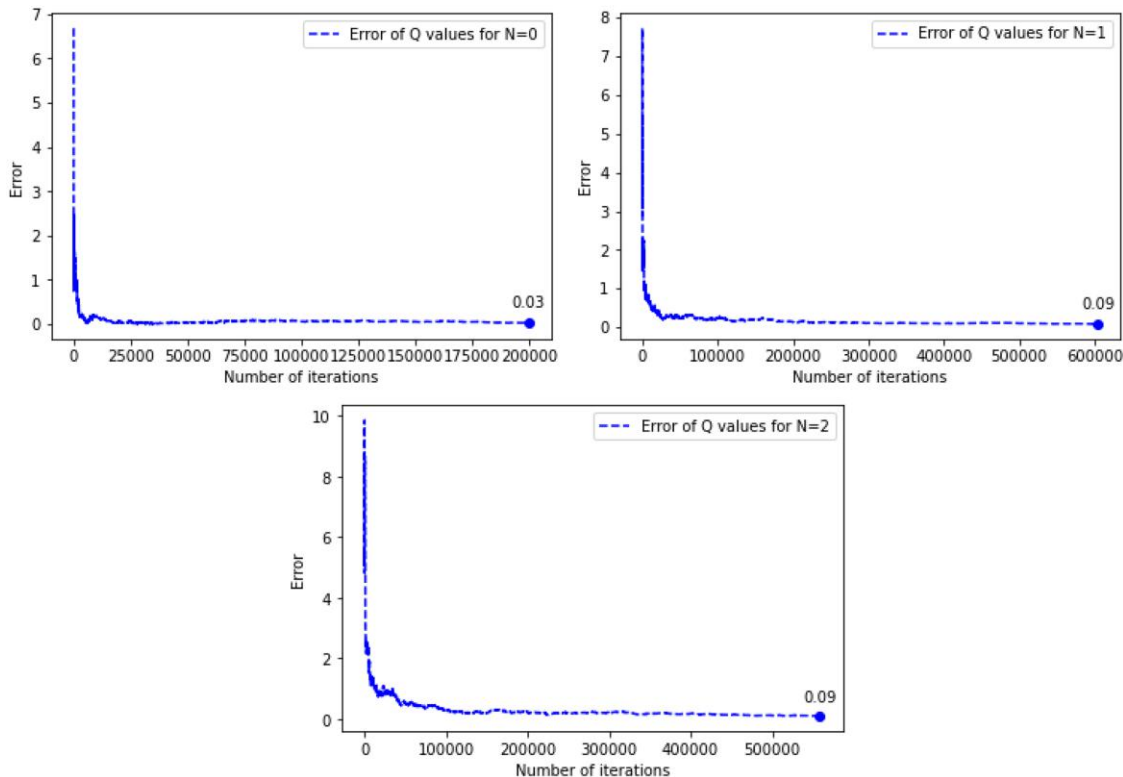 Error of Q values for N=0
7
6
5
4
3
2
1
0
Error
0.03
0 25000 50000 75000 100000 125000 150000 175000 200000
Number of iterations
Error of Q values for N=1
8
7
6
5
4
3
2
1
0
Error
0.09
0 100000 200000 300000 400000 500000 600000
Number of iterations
Error of Q values for N=2
10
8
6
4
2
0
Error
0.09
0 100000 200000 300000 400000 500000
Number of iterations